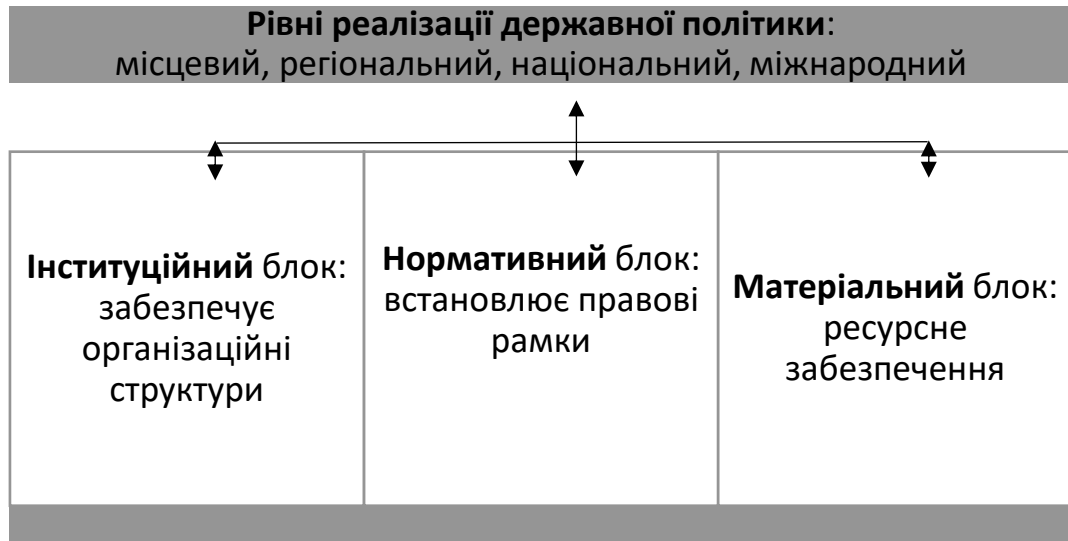 Рівні реалізації державної політики:
місцевий, регіональний, національний, міжнародний
Інституційний блок:
забезпечує
організаційні
структури
Нормативний блок:
встановлює правові
рамки
Матеріальний блок:
ресурсне
забезпечення